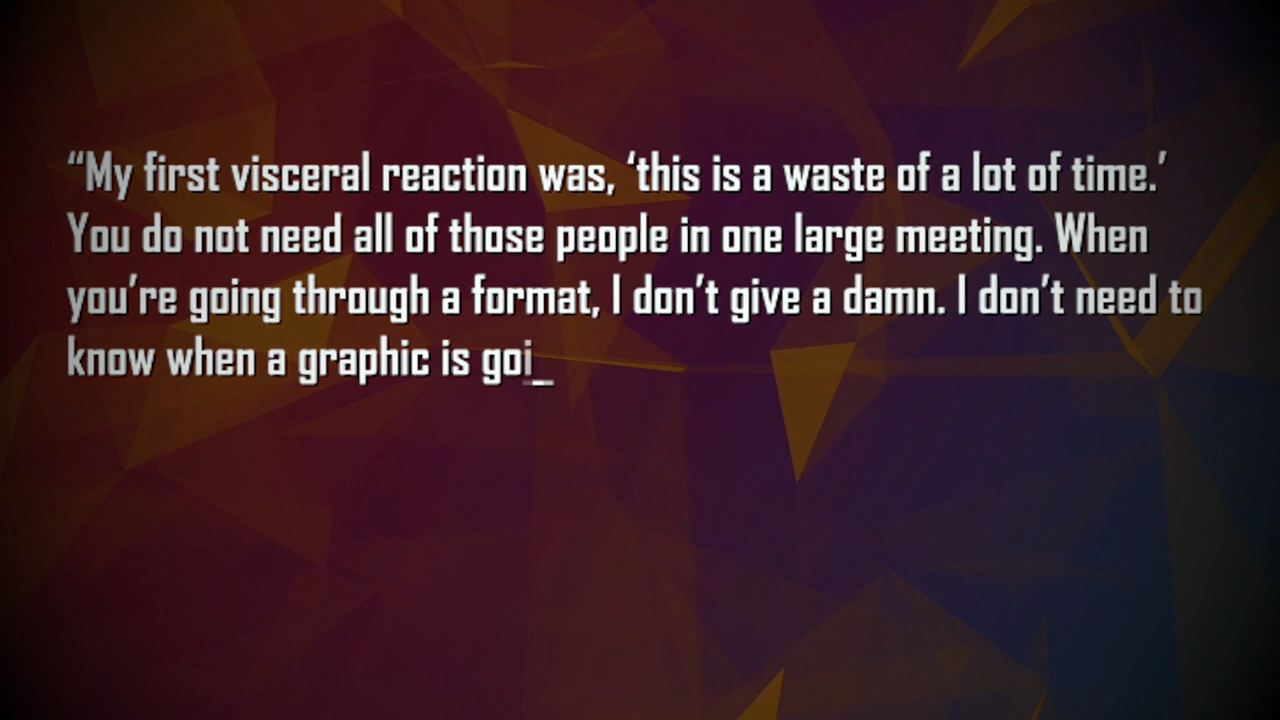 “My first visceral reaction was, ‘this is a waste of a lot of time.’
You do not need all of those people in one large meeting. When
you’re going through a format, I don’t give a damn. I don’t need to
know when a graphic is goi_